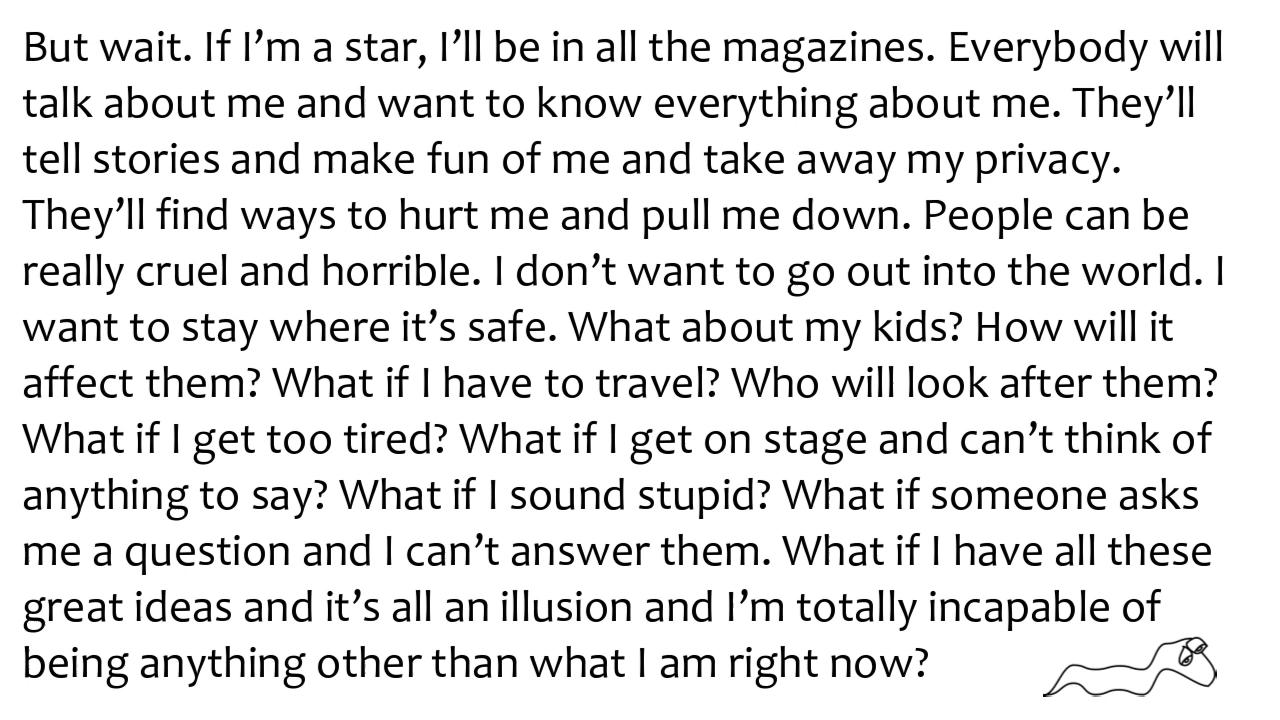 But wait. If I’m a star, I’ll be in all the magazines. Everybody will
talk about me and want to know everything about me. They’ll
tell stories and make fun of me and take away my privacy.
They’ll find ways to hurt me and pull me down. People can be
really cruel and horrible. I don’t want to go out into the world. I
want to stay where it’s safe. What about my kids? How will it
affect them? What if I have to travel? Who will look after them?
What if I get too tired? What if I get on stage and can’t think of
anything to say? What if I sound stupid? What if someone asks
me a question and I can’t answer them. What if I have all these
great ideas and it’s all an illusion and I’m totally incapable of
being anything other than what I am right now?